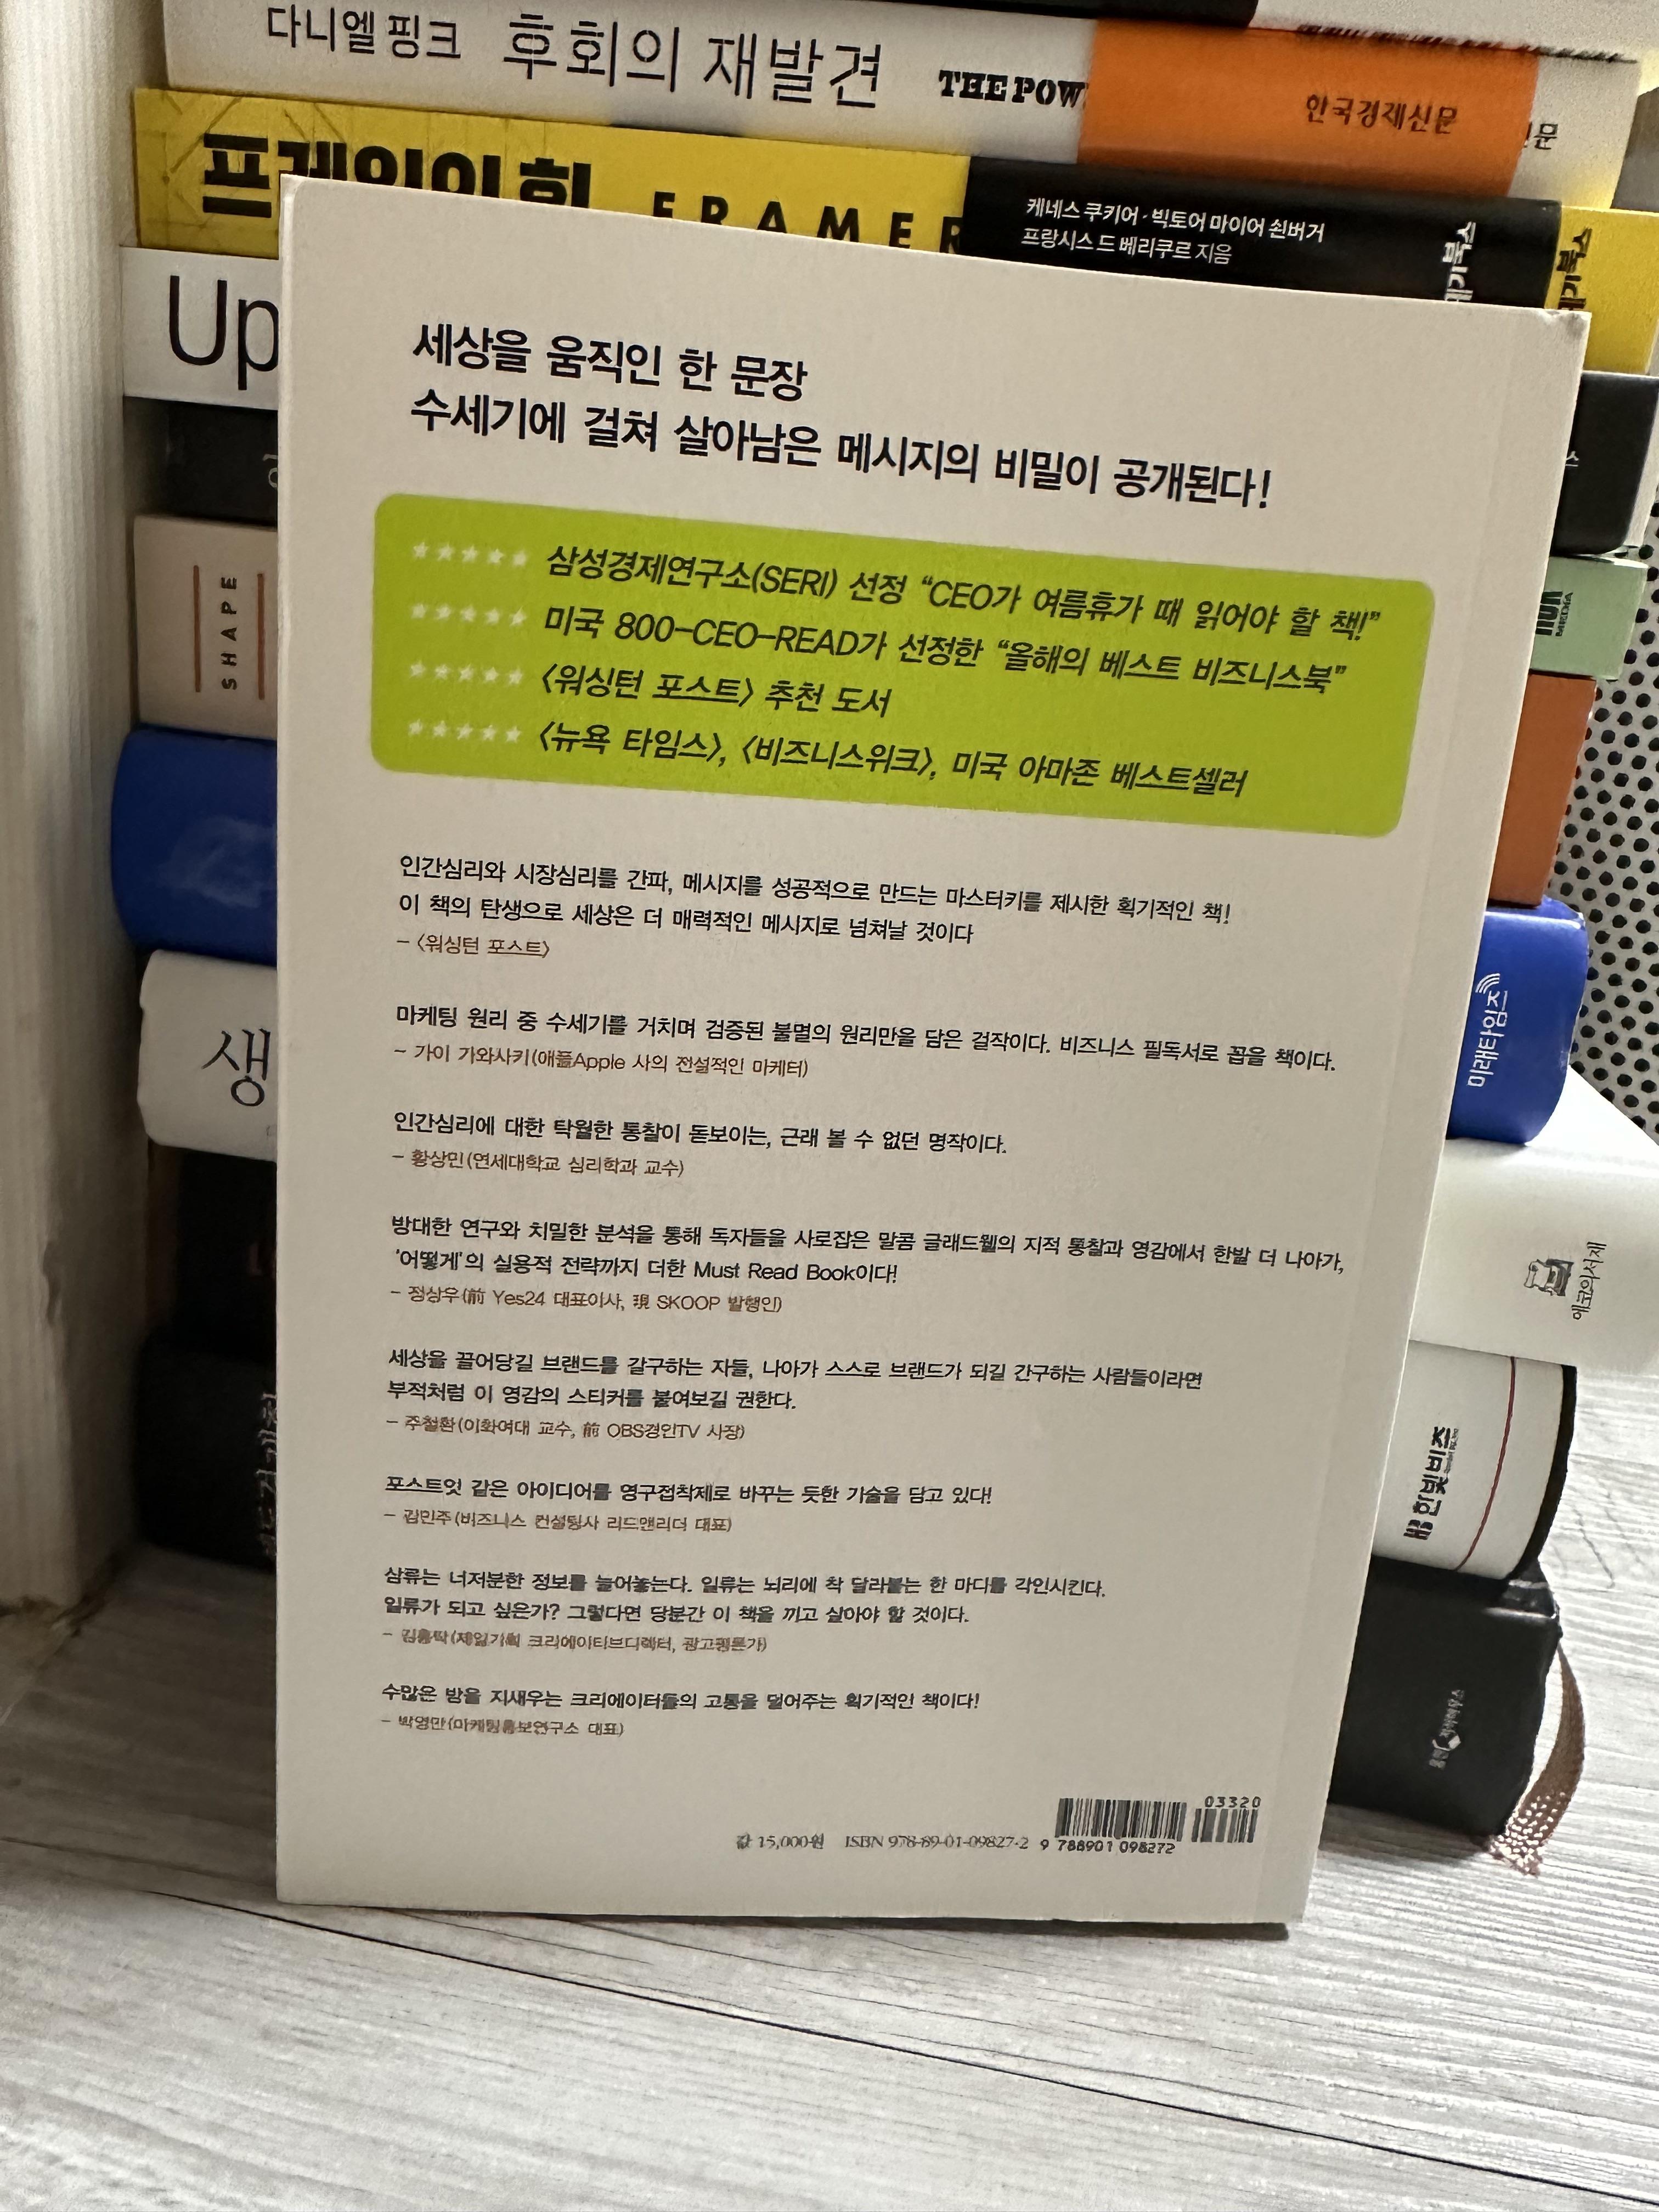 다니엘 핑크 후회의 재발견 THE POW
한국경제신문
프레임의 힘 FRAMER
케네스 쿠키어·빅토어 마이어 쇤버거
프랑시스 드 베리쿠르 지음
Up
SHAPE
MEDIA
생
미래타임즈
에코의서재
HB 한빛비즈
세상을 움직인 한 문장
수세기에 걸쳐 살아남은 메시지의 비밀이 공개된다!
★★★★★ 삼성경제연구소(SERI) 선정 “CEO가 여름휴가 때 읽어야 할 책!”
★★★★★ 미국 800-CEO-READ가 선정한 “올해의 베스트 비즈니스북”
★★★★★ 〈워싱턴 포스트〉 추천 도서
★★★★★ 〈뉴욕 타임스〉, 〈비즈니스위크〉, 미국 아마존 베스트셀러
인간심리와 시장심리를 간파, 메시지를 성공적으로 만드는 마스터키를 제시한 획기적인 책!
이 책의 탄생으로 세상은 더 매력적인 메시지로 넘쳐날 것이다
- 〈워싱턴 포스트〉
마케팅 원리 중 수세기를 거치며 검증된 불멸의 원리만을 담은 걸작이다. 비즈니스 필독서로 꼽을 책이다.
- 가이 가와사키(애플Apple 사의 전설적인 마케터)
인간심리에 대한 탁월한 통찰이 돋보이는, 근래 볼 수 없던 명작이다.
- 황상민(연세대학교 심리학과 교수)
방대한 연구와 치밀한 분석을 통해 독자들을 사로잡은 말콤 글래드웰의 지적 통찰과 영감에서 한발 더 나아가,
‘어떻게’의 실용적 전략까지 더한 Must Read Book이다!
- 정상우(前 Yes24 대표이사, 現 SKOOP 발행인)
세상을 끌어당길 브랜드를 갈구하는 자들, 나아가 스스로 브랜드가 되길 간구하는 사람들이라면
부적처럼 이 영감의 스티커를 붙여보길 권한다.
- 주철환(이화여대 교수, 前 OBS경인TV 사장)
포스트잇 같은 아이디어를 영구접착제로 바꾸는 듯한 기술을 담고 있다!
- 김민주(비즈니스 컨설팅사 리드앤리더 대표)
삼류는 너저분한 정보를 늘어놓는다. 일류는 뇌리에 착 달라붙는 한 마디를 각인시킨다.
일류가 되고 싶은가? 그렇다면 당분간 이 책을 끼고 살아야 할 것이다.
- 김홍탁(제일기획 크리에이티브디렉터, 광고평론가)
수많은 밤을 지새우는 크리에이터들의 고통을 덜어주는 획기적인 책이다!
- 박영만(마케팅홍보연구소 대표)
03320
값 15,000원 ISBN 978-89-01-09827-2 9 788901 098272